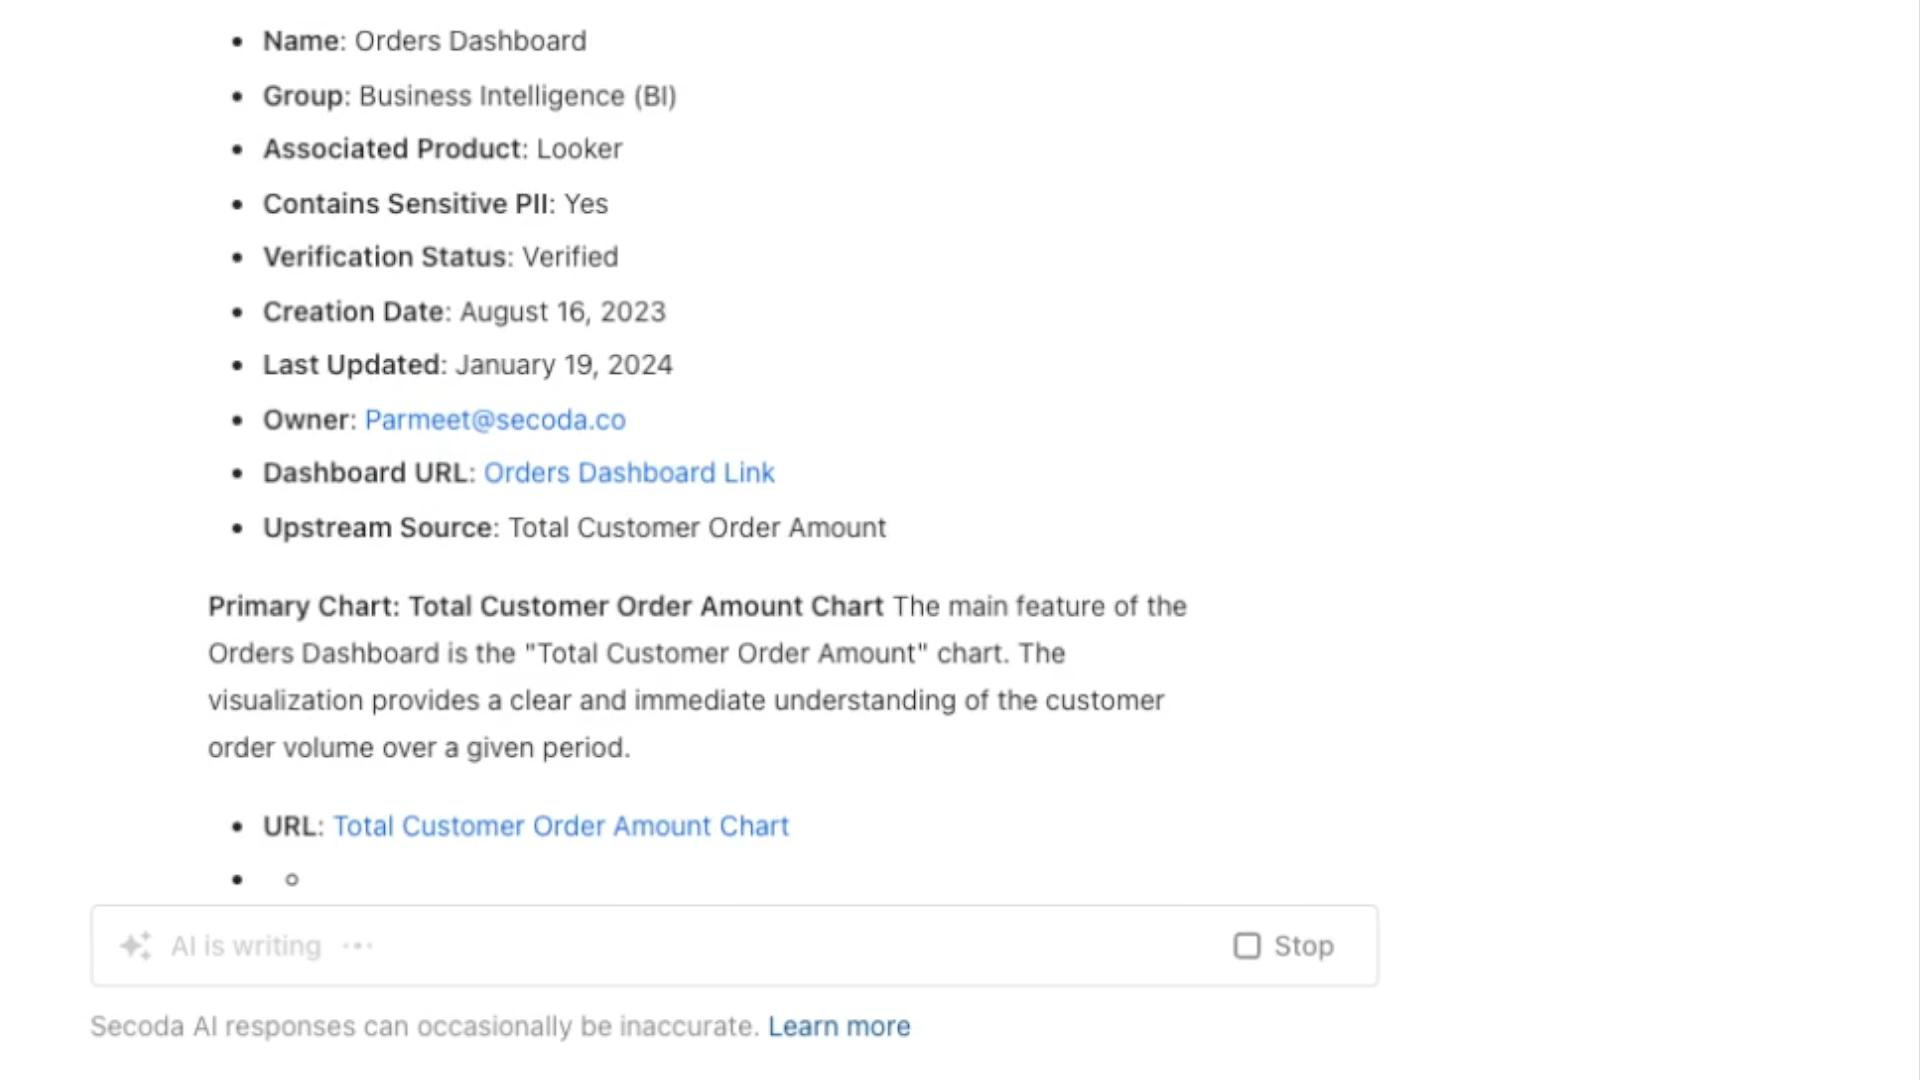 • Name: Orders Dashboard
• Group: Business Intelligence (BI)
• Associated Product: Looker
• Contains Sensitive PII: Yes
• Verification Status: Verified
• Creation Date: August 16, 2023
• Last Updated: January 19, 2024
• Owner: Parmeet@secoda.co
• Dashboard URL: Orders Dashboard Link
• Upstream Source: Total Customer Order Amount
Primary Chart: Total Customer Order Amount Chart The main feature of the
Orders Dashboard is the "Total Customer Order Amount" chart. The
visualization provides a clear and immediate understanding of the customer
order volume over a given period.
• URL: Total Customer Order Amount Chart
AI is writing ···
Stop
Secoda AI responses can occasionally be inaccurate. Learn more